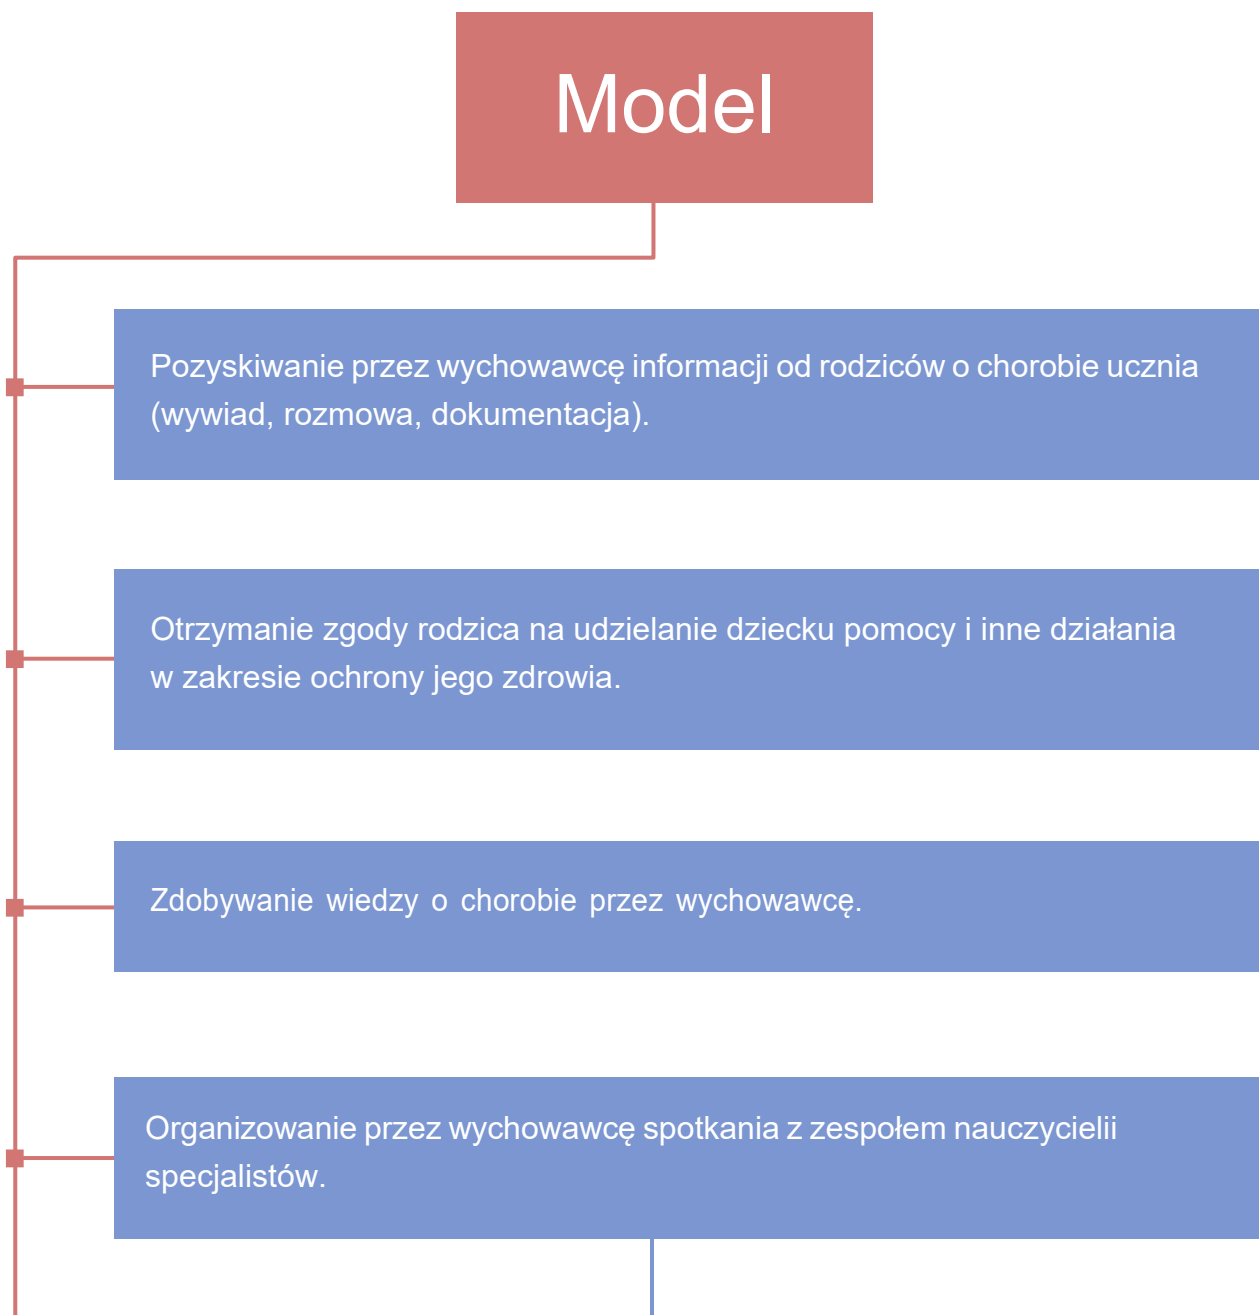 Model
Pozyskiwanie przez wychowawcę informacji od rodziców o chorobie ucznia
(wywiad, rozmowa, dokumentacja).
Otrzymanie zgody rodzica na udzielanie dziecku pomocy i inne działania
w zakresie ochrony jego zdrowia.
Zdobywanie wiedzy o chorobie przez wychowawcę.
Organizowanie przez wychowawcę spotkania z zespołem nauczycielii
specjalistów.